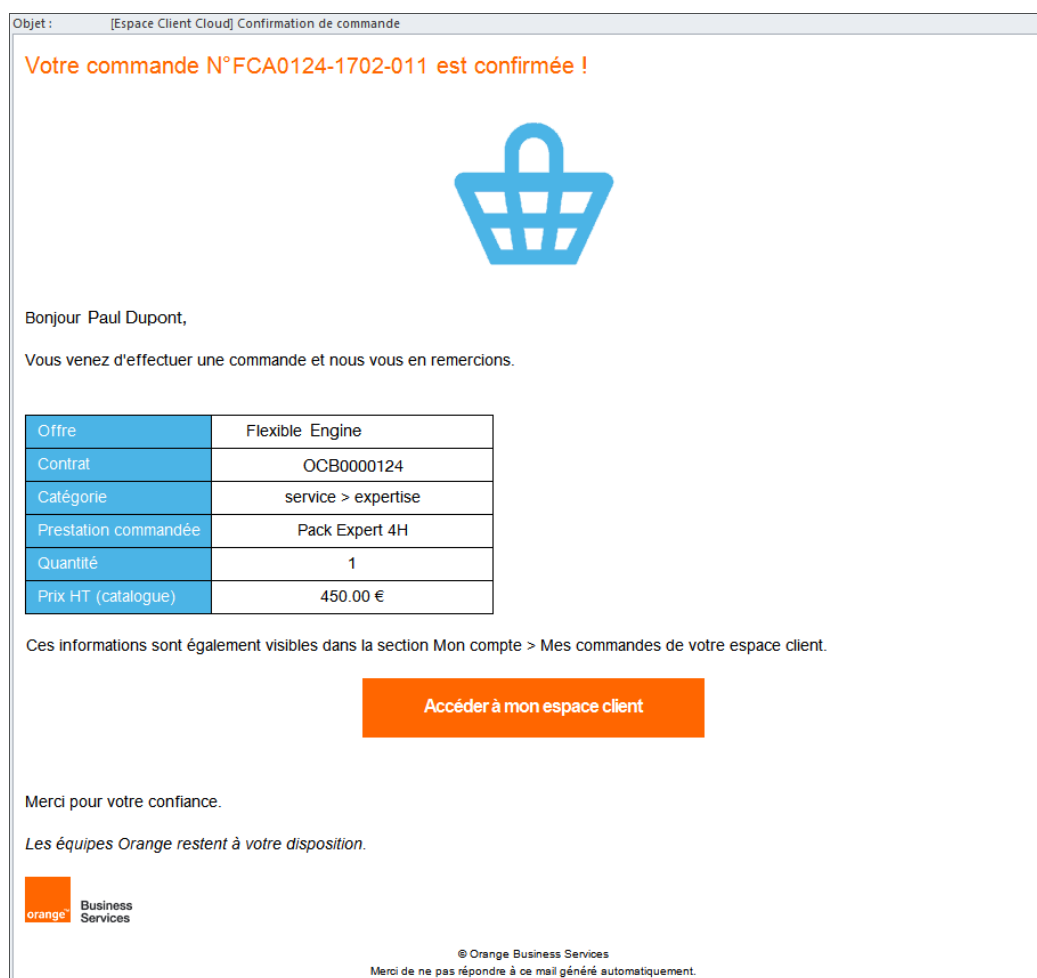 Objet : [Espace Client Cloud] Confirmation de commande
Votre commande N°FCA0124-1702-011 est confirmée !
Bonjour Paul Dupont,
Vous venez d'effectuer une commande et nous vous en remercions.
Offre Flexible Engine
Contrat OCB0000124
Catégorie service > expertise
Prestation commandée Pack Expert 4H
Quantité 1
Prix HT (catalogue) 450.00 €
Ces informations sont également visibles dans la section Mon compte > Mes commandes de votre espace client.
Accéder à mon espace client
Merci pour votre confiance.
Les équipes Orange restent à votre disposition.
orange™ Business
Services
© Orange Business Services
Merci de ne pas répondre à ce mail généré automatiquement.